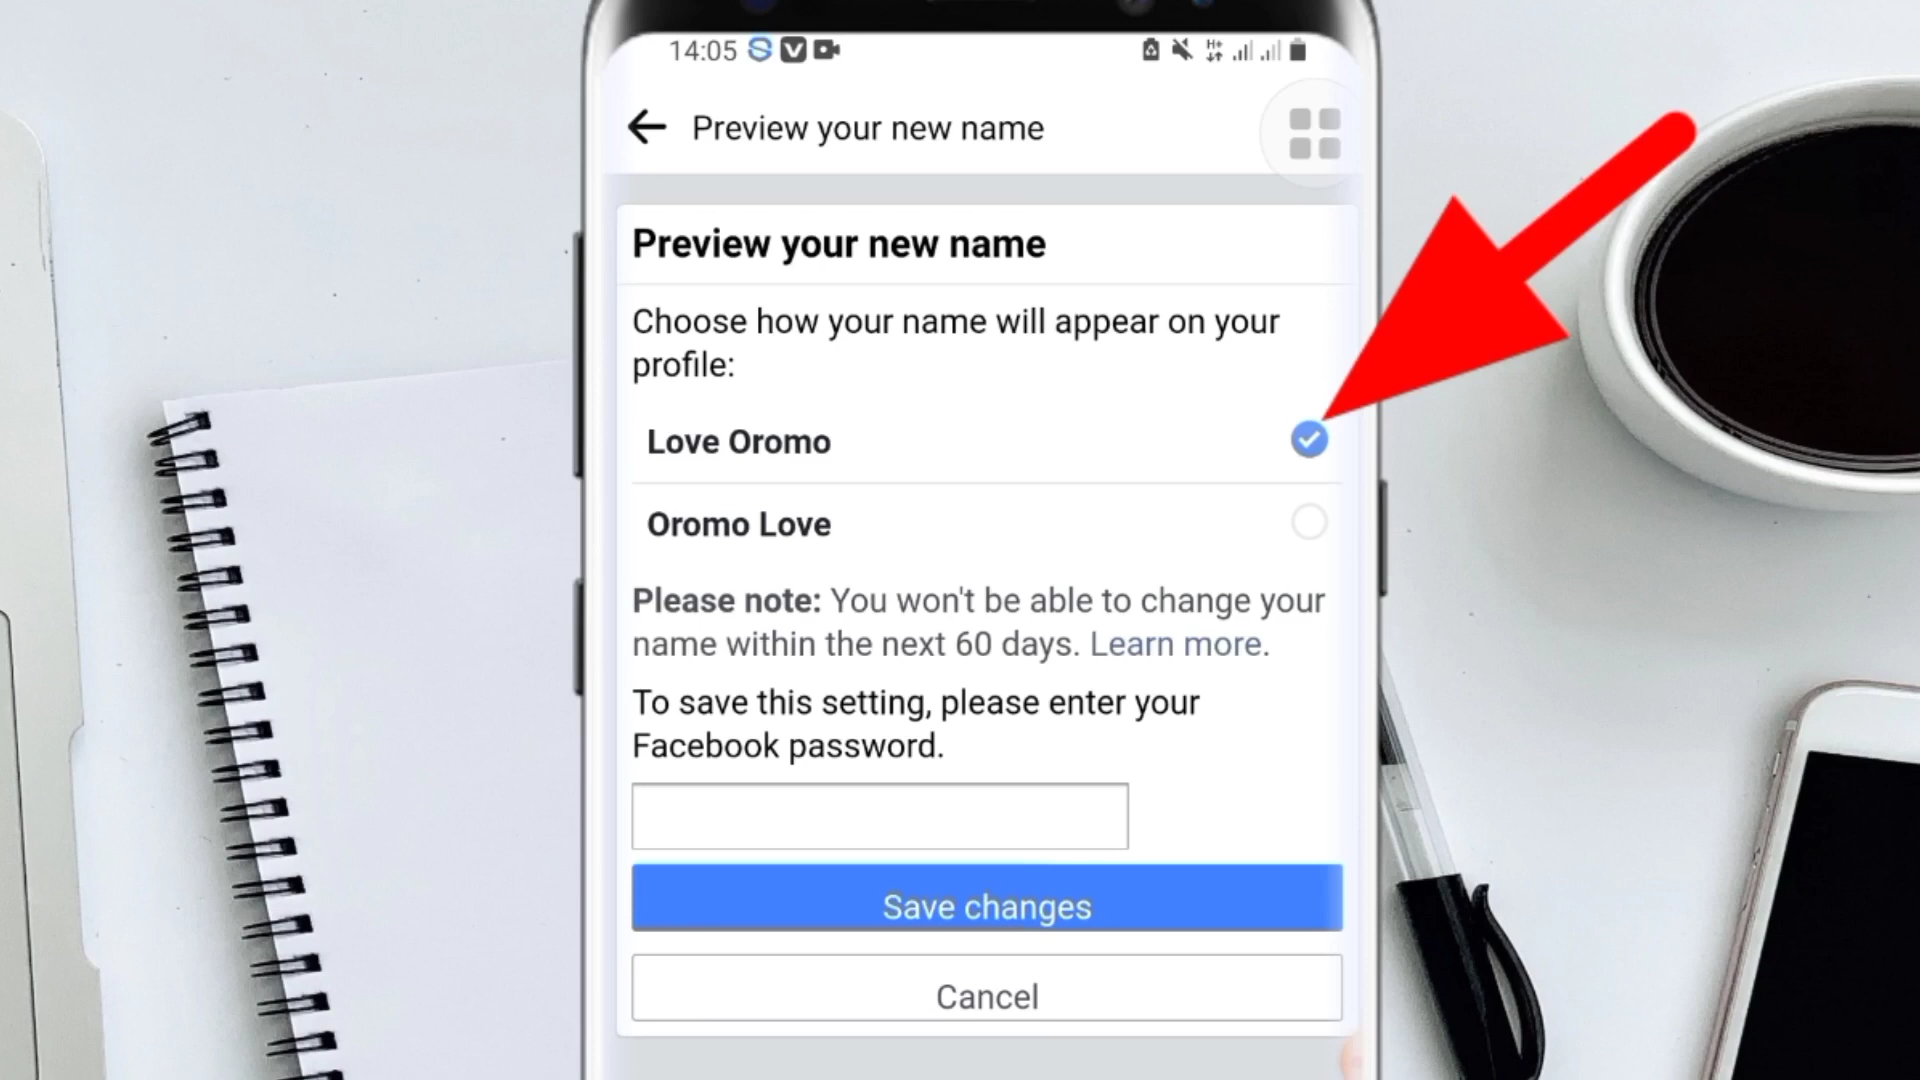 14:05
Preview your new name
Preview your new name
Choose how your name will appear on your
profile:
Love Oromo
Oromo Love
Please note: You won't be able to change your
name within the next 60 days. Learn more.
To save this setting, please enter your
Facebook password.
Save changes
Cancel